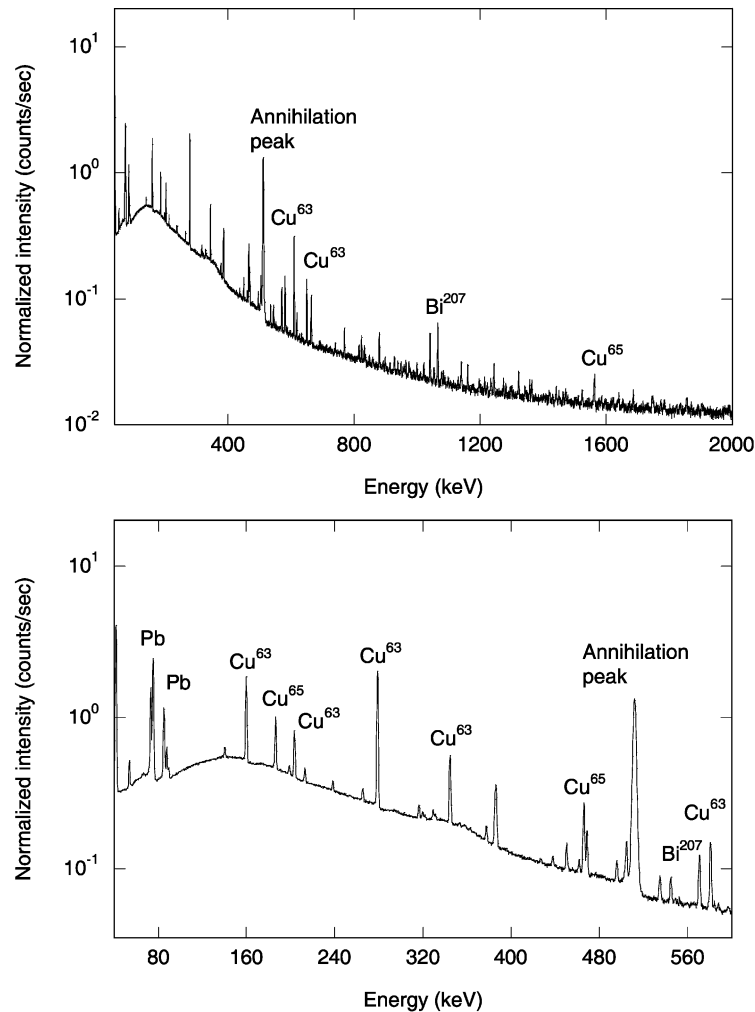 10¹
Annihilation
peak
10⁰
Cu⁶³
Cu⁶³
10⁻¹
Bi²⁰⁷
Cu⁶⁵
10⁻²
Normalized intensity (counts/sec)
400 800 1200 1600 2000
Energy (keV)
10¹
Pb
Pb
Cu⁶³
Cu⁶⁵
Cu⁶³
Cu⁶³
Cu⁶³
Annihilation
peak
10⁰
Cu⁶⁵
Cu⁶³
Bi²⁰⁷
10⁻¹
Normalized intensity (counts/sec)
80 160 240 320 400 480 560
Energy (keV)